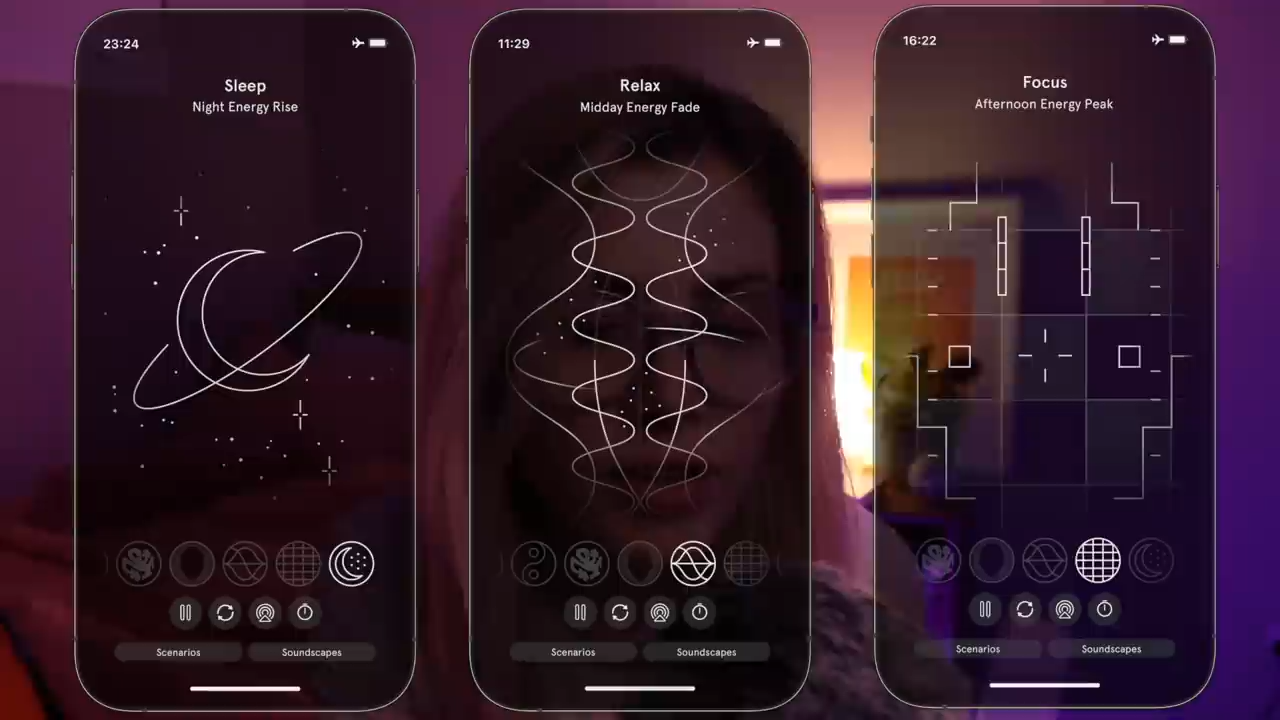 23:24
Sleep
Night Energy Rise
Scenarios
Soundscapes
11:29
Relax
Midday Energy Fade
Scenarios
Soundscapes
16:22
Focus
Afternoon Energy Peak
Scenarios
Soundscapes